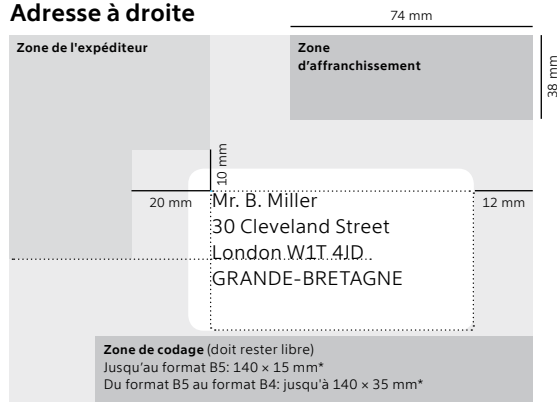 Adresse à droite
74 mm
Zone de l'expéditeur
Zone
d'affranchissement
38 mm
10 mm
20 mm
12 mm
Mr. B. Miller
30 Cleveland Street
London W1T 4JD
GRANDE-BRETAGNE
Zone de codage (doit rester libre)
Jusqu'au format B5: 140 × 15 mm*
Du format B5 au format B4: jusqu'à 140 × 35 mm*